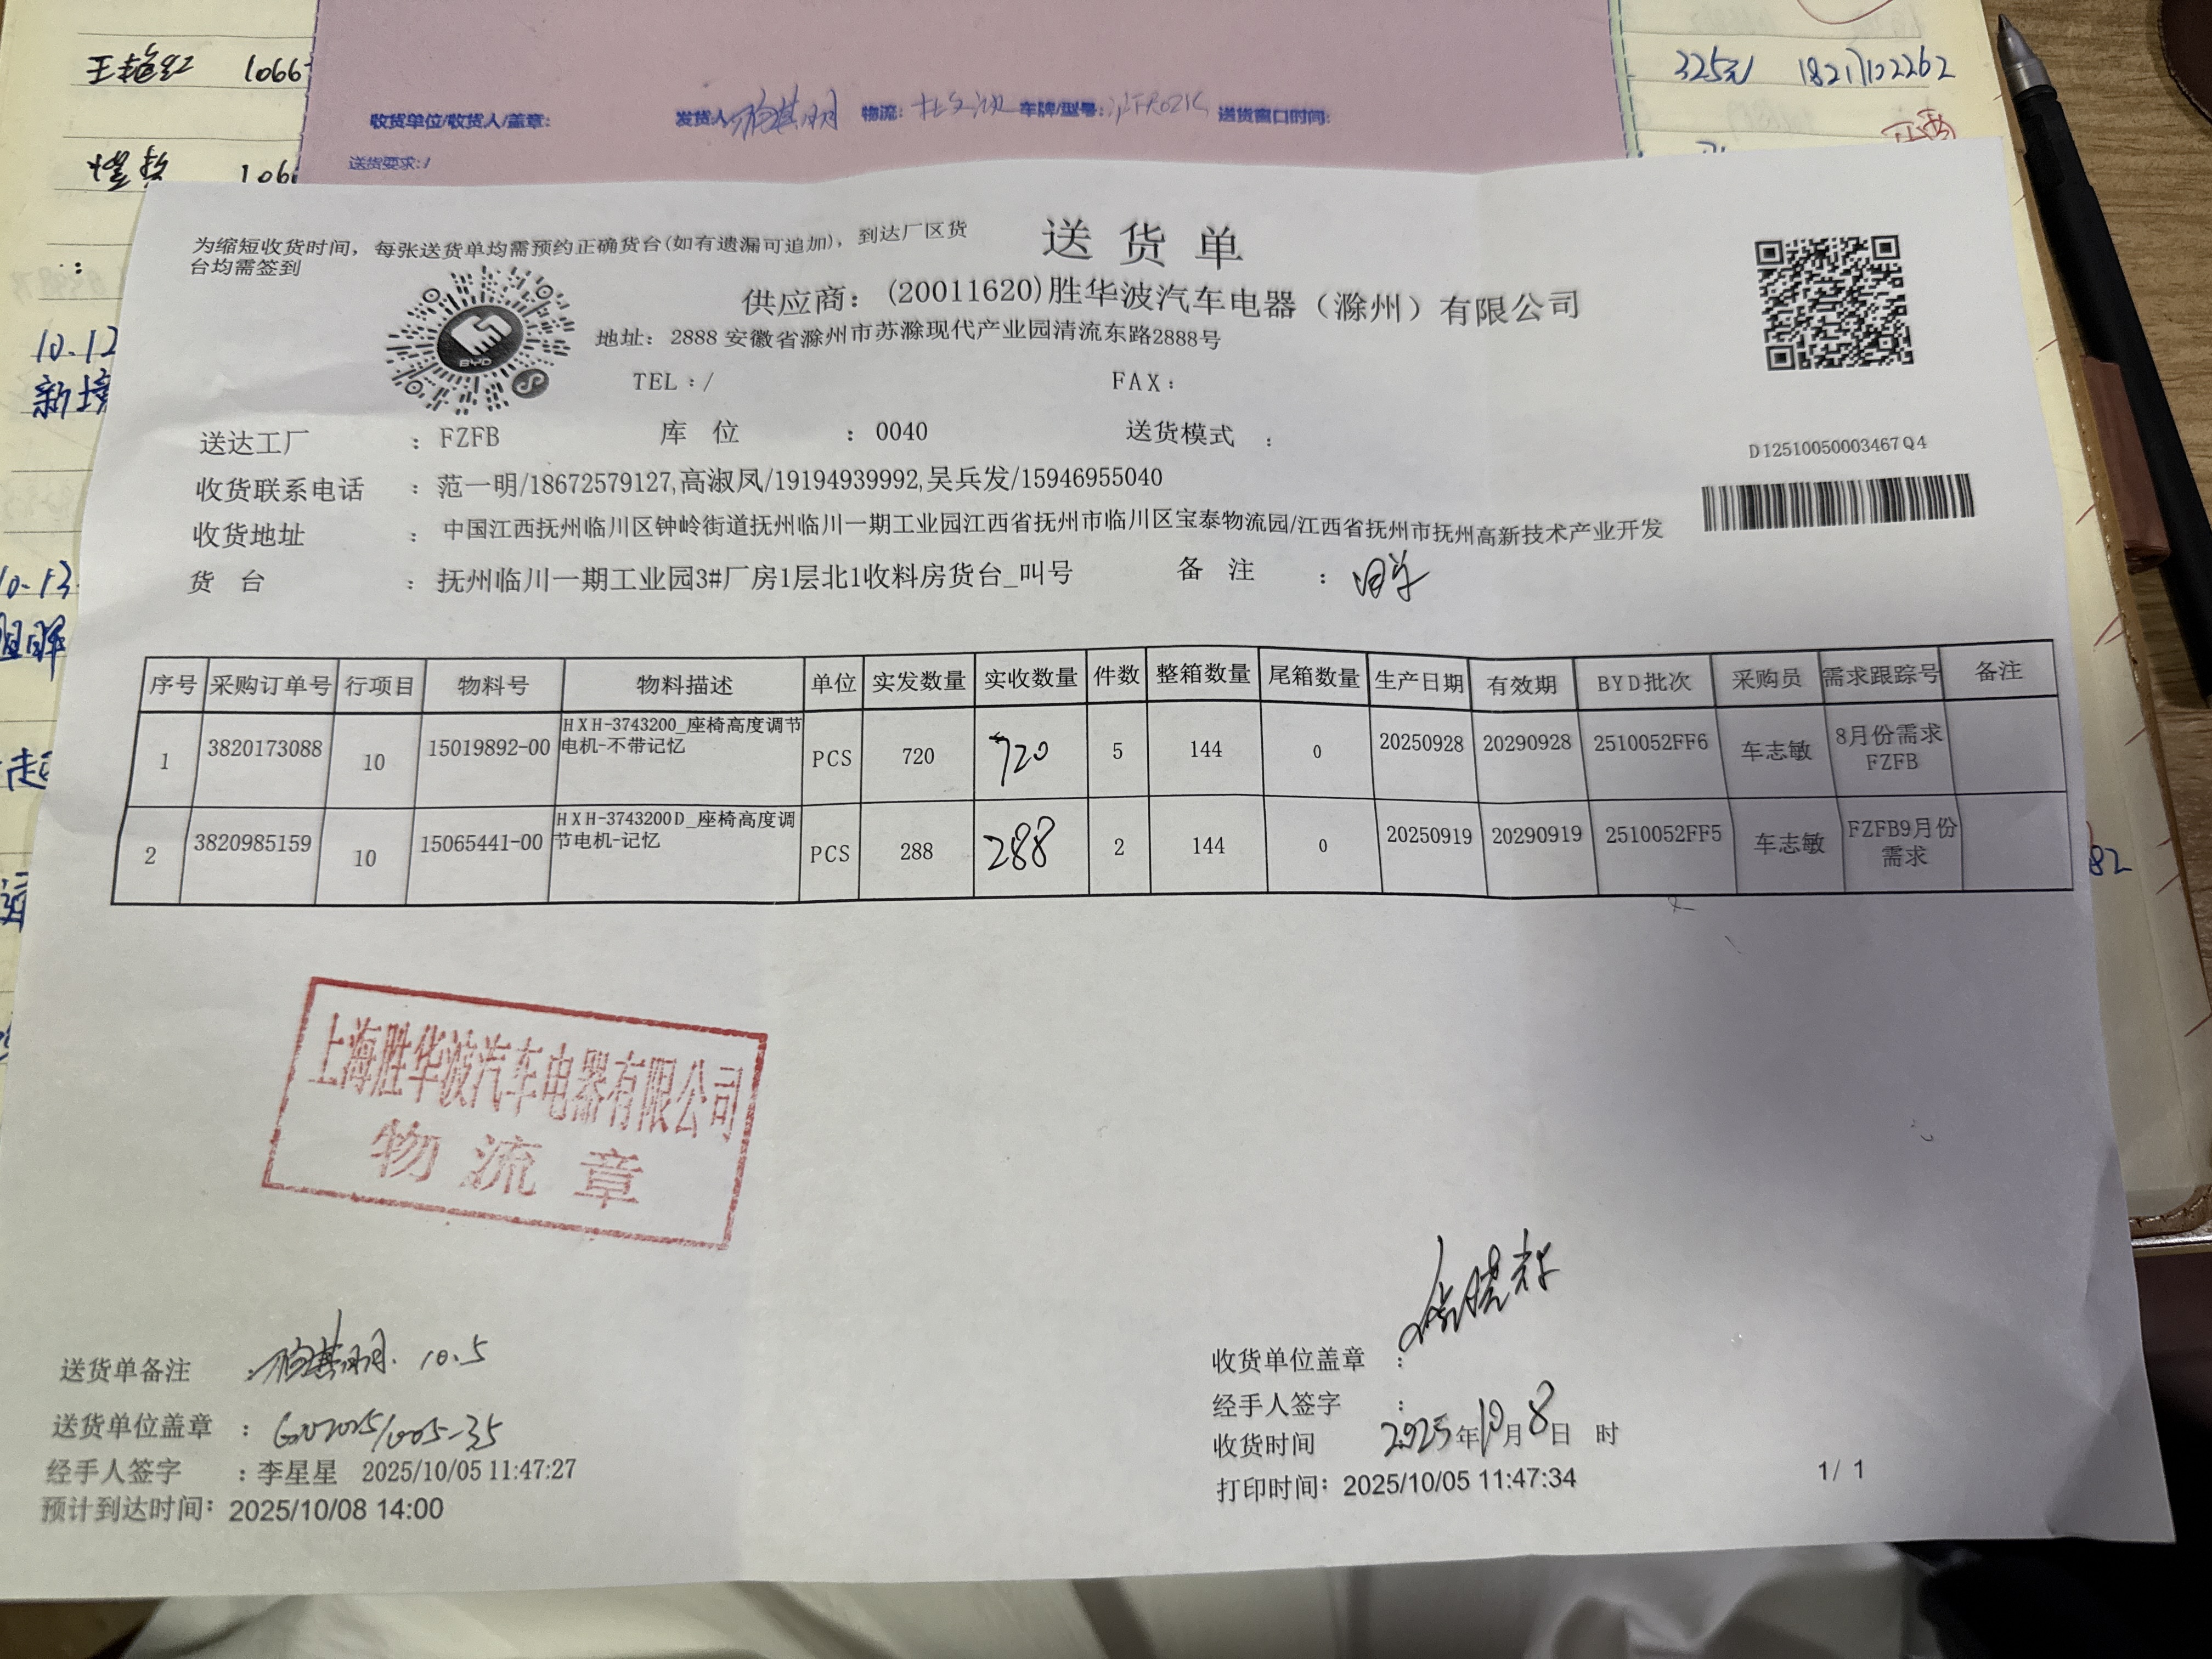 王艳红 1066
325元 18217122262
收货单位/收货人/盖章: 发货人 物流: 车牌/型号: 送货窗口时间:
送货要求:/
106
10.12
10.13
82
为缩短收货时间，每张送货单均需预约正确货台(如有遗漏可追加)，到达厂区货
台均需签到
送货单
供应商：(20011620)胜华波汽车电器（滁州）有限公司
地址：2888 安徽省滁州市苏滁现代产业园清流东路2888号
BYD
TEL：/ FAX：
送达工厂 ：FZFB 库 位 ：0040 送货模式 ：
D12510050003467Q4
收货联系电话 ：范一明/18672579127,高淑凤/19194939992,吴兵发/15946955040
收货地址 ：中国江西抚州临川区钟岭街道抚州临川一期工业园江西省抚州市临川区宝泰物流园/江西省抚州市抚州高新技术产业开发
货 台 ：抚州临川一期工业园3#厂房1层北1收料房货台_叫号 备 注 ：
序号 采购订单号 行项目 物料号 物料描述 单位 实发数量 实收数量 件数 整箱数量 尾箱数量 生产日期 有效期 BYD批次 采购员 需求跟踪号 备注
1 3820173088 10 15019892-00 HXH-3743200_座椅高度调节电机-不带记忆 PCS 720 720 5 144 0 20250928 20290928 2510052FF6 车志敏 8月份需求FZFB
2 3820985159 10 15065441-00 HXH-3743200D_座椅高度调节电机-记忆 PCS 288 288 2 144 0 20250919 20290919 2510052FF5 车志敏 FZFB9月份需求
上海胜华波汽车电器有限公司
物流章
送货单备注 ： 10.5
送货单位盖章 ：
经手人签字 ：李星星 2025/10/05 11:47:27
预计到达时间：2025/10/08 14:00
收货单位盖章 ：
经手人签字 ：
收货时间 2025年10月8日 时
打印时间：2025/10/05 11:47:34
1/ 1